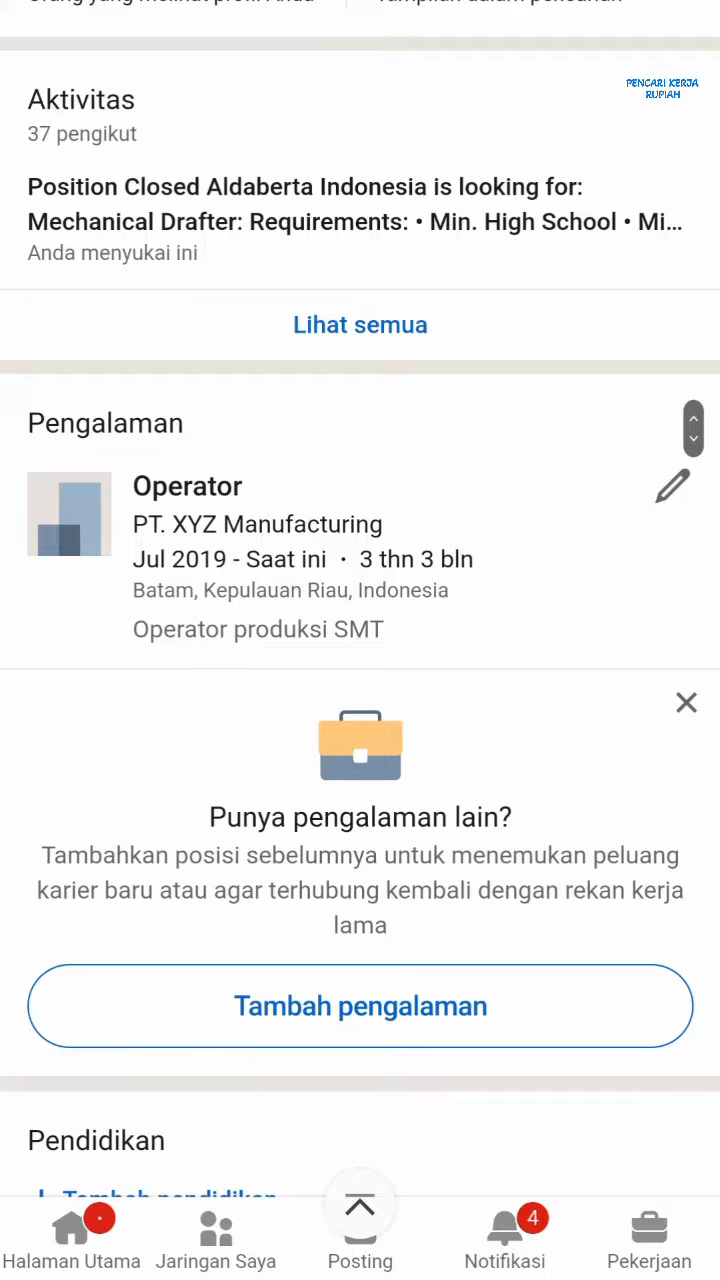 PENCARI KERJA
RUPIAH
Aktivitas
37 pengikut
Position Closed Aldaberta Indonesia is looking for:
Mechanical Drafter: Requirements: • Min. High School • Mi...
Anda menyukai ini
Lihat semua
Pengalaman
Operator
PT. XYZ Manufacturing
Jul 2019 - Saat ini · 3 thn 3 bln
Batam, Kepulauan Riau, Indonesia
Operator produksi SMT
Punya pengalaman lain?
Tambahkan posisi sebelumnya untuk menemukan peluang
karier baru atau agar terhubung kembali dengan rekan kerja
lama
Tambah pengalaman
Pendidikan
Tambah pendidikan
4
Halaman Utama
Jaringan Saya
Posting
Notifikasi
Pekerjaan